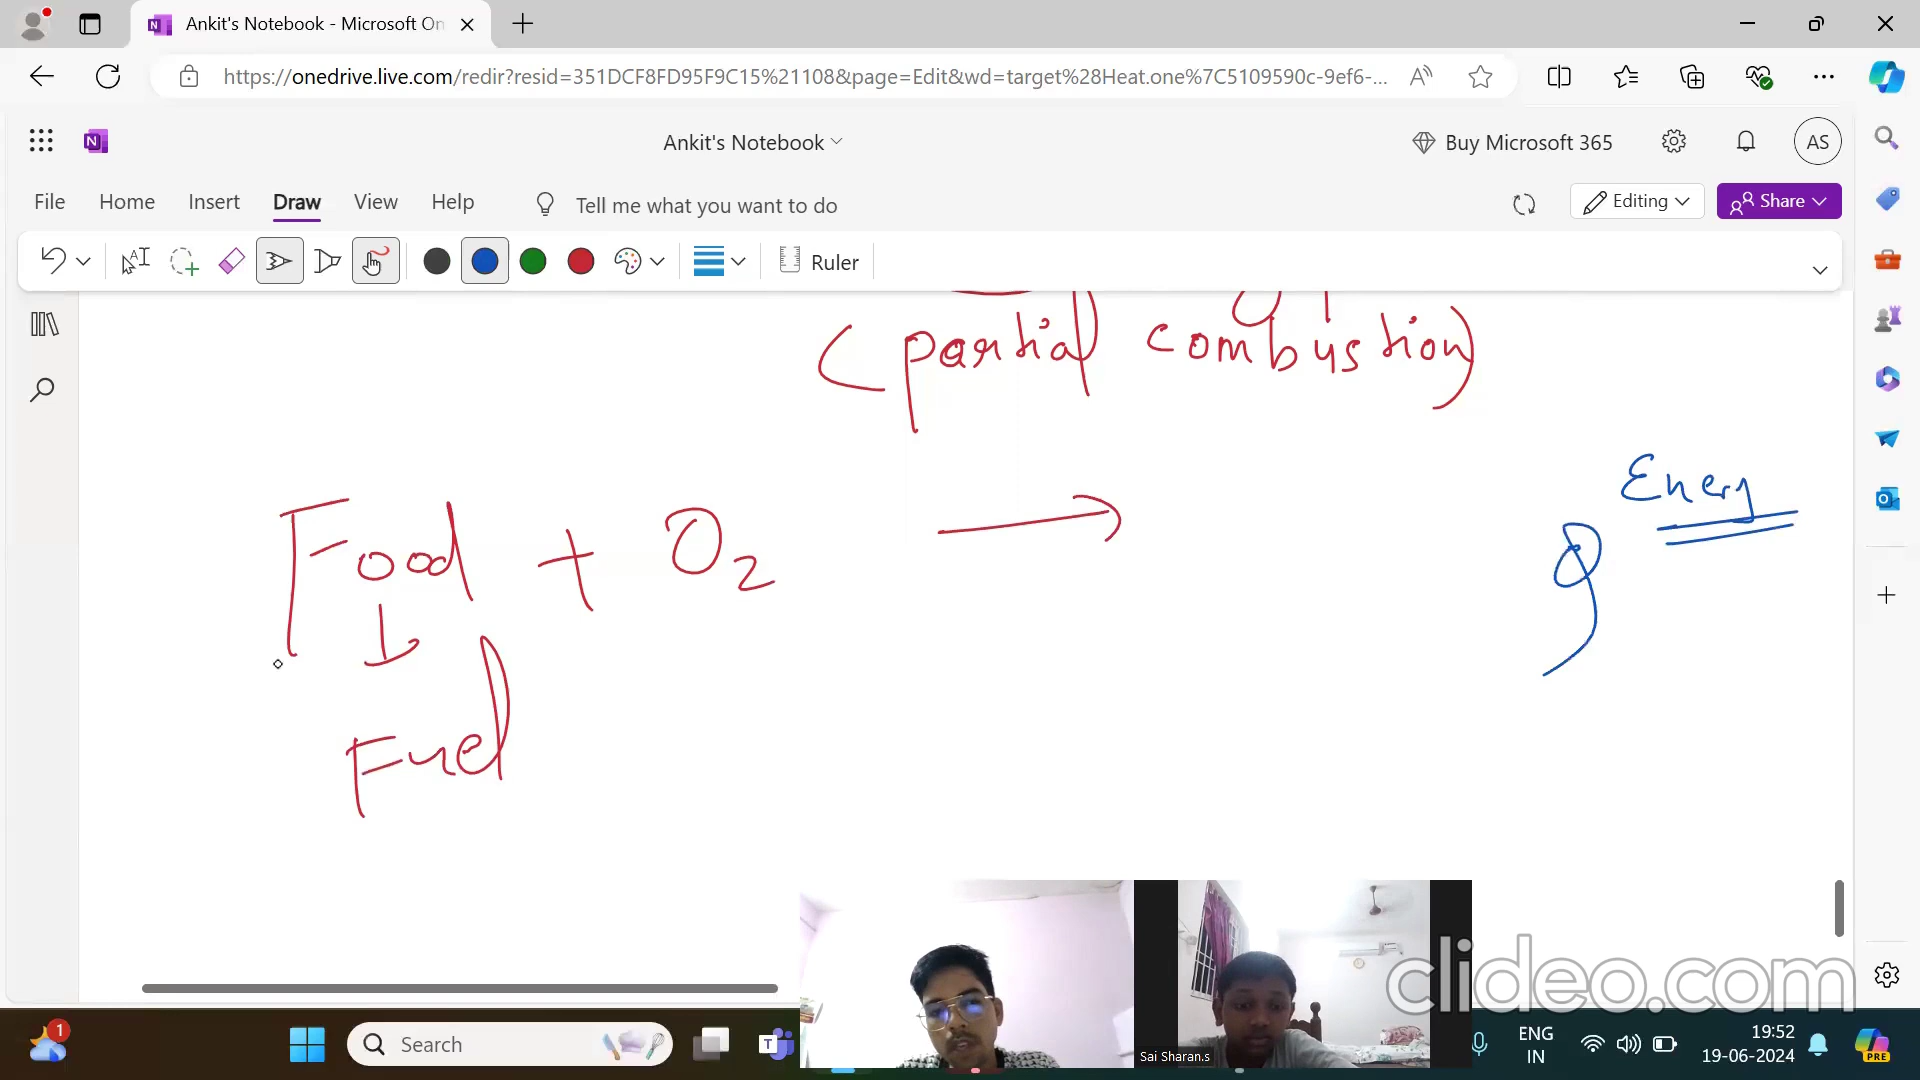 Ankit's Notebook - Microsoft On
https://onedrive.live.com/redir?resid=351DCF8FD95F9C15%21108&page=Edit&wd=target%28Heat.one%7C5109590c-9ef6-...
Ankit's Notebook
Buy Microsoft 365
AS
File Home Insert Draw View Help Tell me what you want to do
Editing
Share
Ruler
(partial combustion)
Energy
Food + O2 →
Fuel
clideo.com
Sai Sharan.s
1
Search
ENG
IN
19:52
19-06-2024
PRE